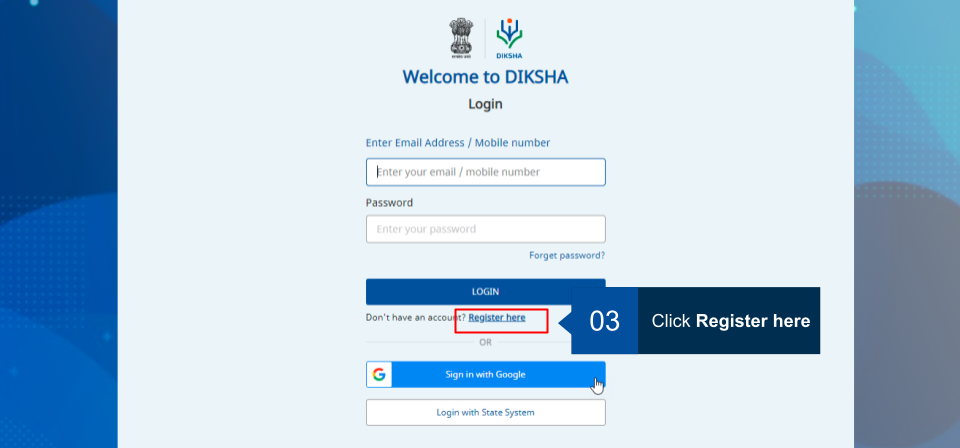 DIKSHA
Welcome to DIKSHA
Login
Enter Email Address / Mobile number
Enter your email / mobile number
Password
Enter your password
Forget password?
LOGIN
Don't have an account? Register here
03 Click Register here
OR
G Sign in with Google
Login with State System